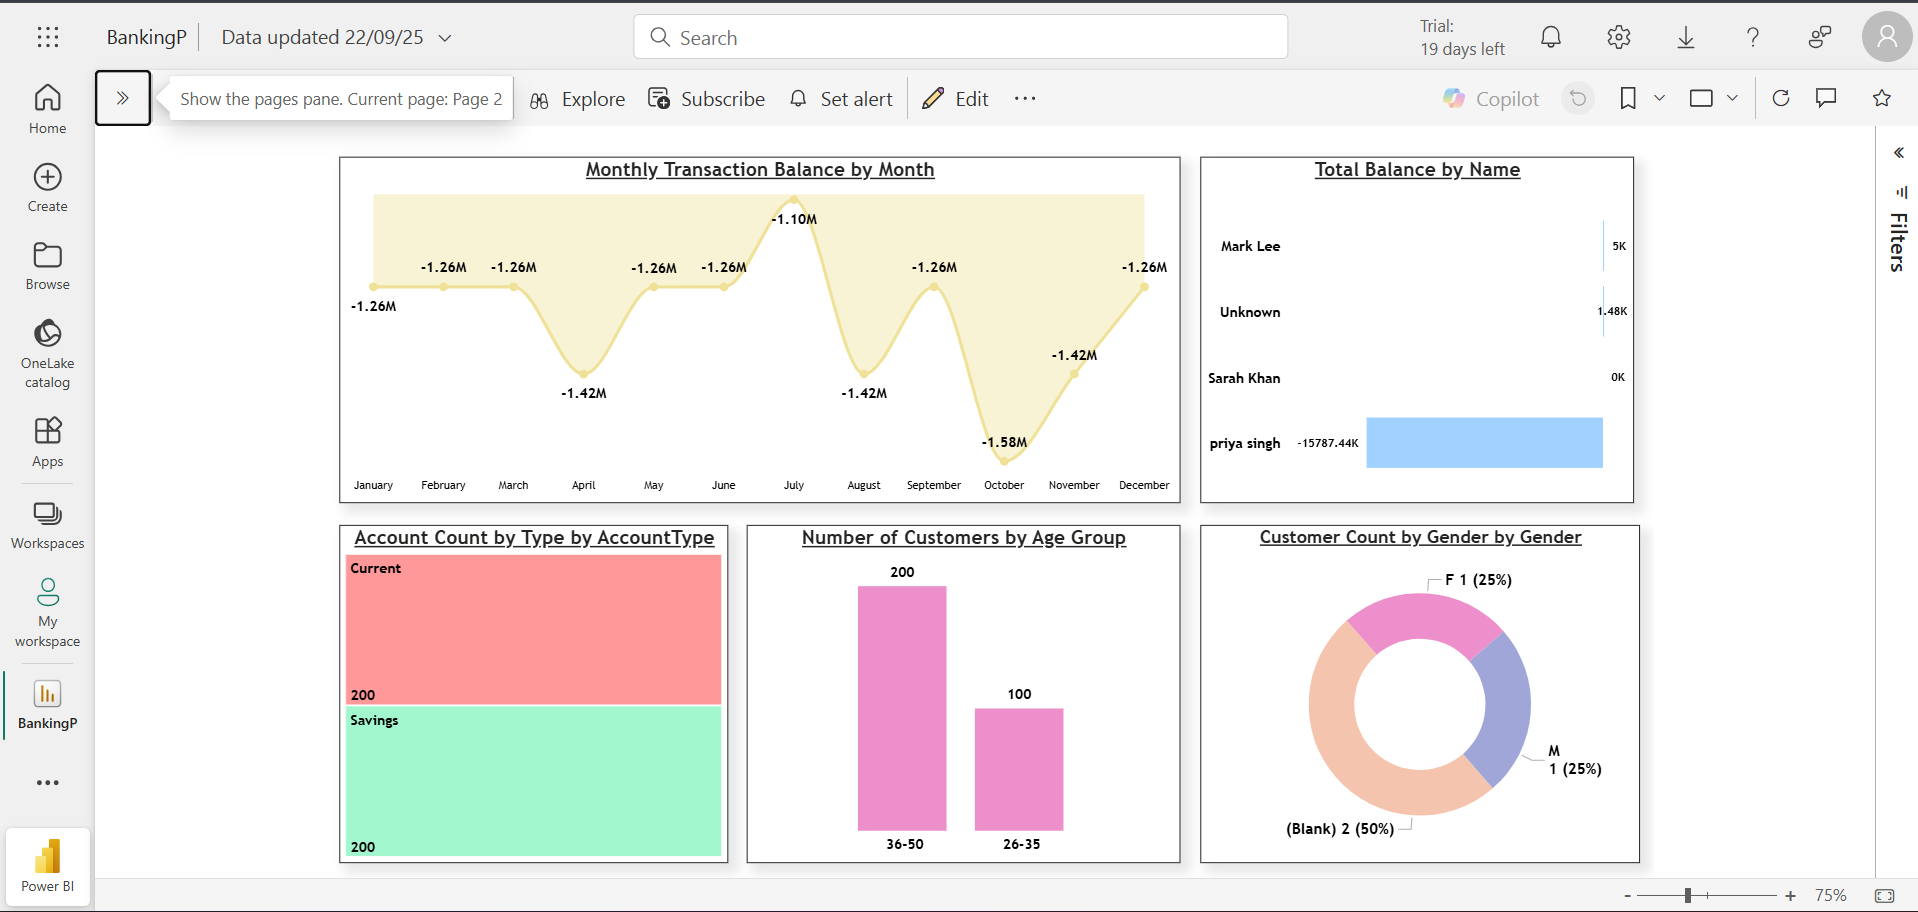 BankingP
Data updated 22/09/25
Search
Trial:
19 days left
Home
Create
Browse
OneLake
catalog
Apps
Workspaces
My
workspace
BankingP
Power BI
Show the pages pane. Current page: Page 2
Explore
Subscribe
Set alert
Edit
Copilot
Filters
Monthly Transaction Balance by Month
-1.26M
-1.26M
-1.26M
-1.42M
-1.26M
-1.26M
-1.10M
-1.42M
-1.26M
-1.58M
-1.42M
-1.26M
January February March April May June July August September October November December
Total Balance by Name
Mark Lee 5K
Unknown 1.48K
Sarah Khan 0K
priya singh -15787.44K
Account Count by Type by AccountType
Current
200
Savings
200
Number of Customers by Age Group
200
100
36-50 26-35
Customer Count by Gender by Gender
F 1 (25%)
M
1 (25%)
(Blank) 2 (50%)
- + 75%